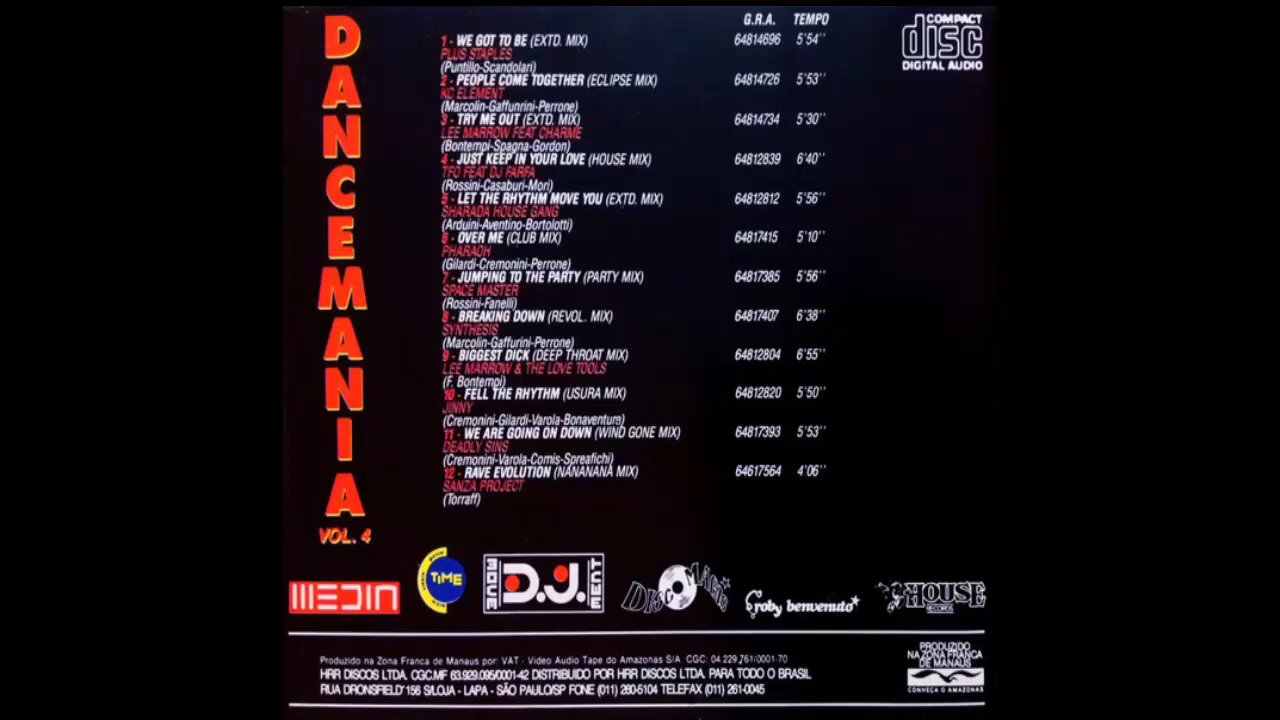 DANCEMANIA
VOL. 4
G.R.A. TEMPO
COMPACT
disc
DIGITAL AUDIO
1 - WE GOT TO BE (EXTD. MIX) 64814696 5'54''
PLUS STAPLES
(Puntillo-Scandolari)
2 - PEOPLE COME TOGETHER (ECLIPSE MIX) 64814726 5'53''
KC ELEMENT
(Marcolin-Gaffunrini-Perrone)
3 - TRY ME OUT (EXTD. MIX) 64814734 5'30''
LEE MARROW FEAT CHARME
(Bontempi-Spagna-Gordon)
4 - JUST KEEP IN YOUR LOVE (HOUSE MIX) 64812839 6'40''
TFO FEAT DJ FARFA
(Rossini-Casaburi-Mori)
5 - LET THE RHYTHM MOVE YOU (EXTD. MIX) 64812812 5'56''
SHARADA HOUSE GANG
(Arduini-Aventino-Bortolotti)
6 - OVER ME (CLUB MIX) 64817415 5'10''
PHARAOH
(Gilardi-Cremonini-Perrone)
7 - JUMPING TO THE PARTY (PARTY MIX) 64817385 5'56''
SPACE MASTER
(Rossini-Fanelli)
8 - BREAKING DOWN (REVOL. MIX) 64817407 6'38''
SYNTHESIS
(Marcolin-Gaffurini-Perrone)
9 - BIGGEST DICK (DEEP THROAT MIX) 64812804 6'55''
LEE MARROW & THE LOVE TOOLS
(F. Bontempi)
10 - FELL THE RHYTHM (USURA MIX) 64812820 5'50''
JINNY
(Cremonini-Gilardi-Varola-Bonaventura)
11 - WE ARE GOING ON DOWN (WIND GONE MIX) 64817393 5'53''
DEADLY SINS
(Cremonini-Varola-Comis-Spreafichi)
12 - RAVE EVOLUTION (NANANANA MIX) 64617564 4'06''
SANZA PROJECT
(Torraff)
MEDIA
TIME
D.J.
MOVE MENT
DISCO MAGIC
roby benvenuto
HOUSE
RECORDS
Produzido na Zona Franca de Manaus por: VAT - Video Audio Tape do Amazonas S/A. CGC: 04.229.761/0001-70
HRR DISCOS LTDA. CGC.MF 63.929.095/0001-42 DISTRIBUIDO POR HRR DISCOS LTDA. PARA TODO O BRASIL
RUA DRONSFIELD 156 S/LOJA - LAPA - SÃO PAULO/SP FONE (011) 260-5104 TELEFAX (011) 261-0045
PRODUZIDO
NA ZONA FRANCA
DE MANAUS
CONHEÇA O AMAZONAS